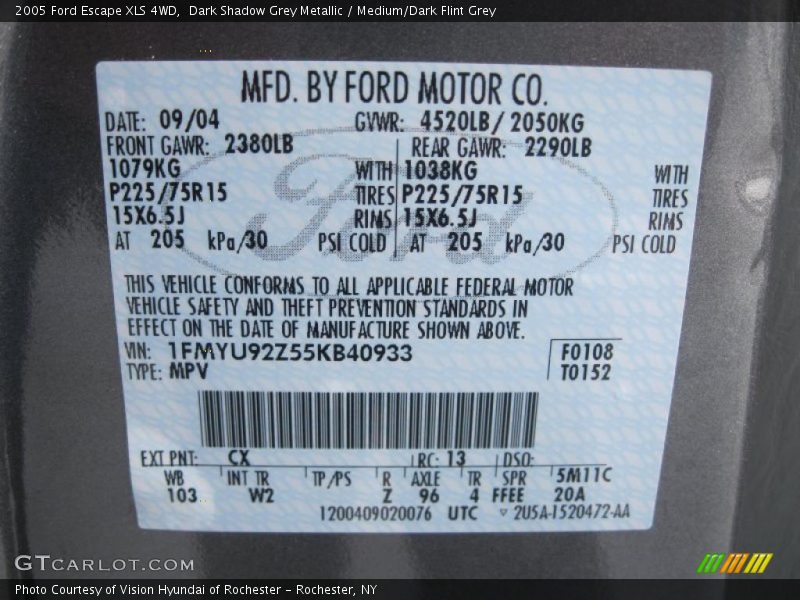 2005 Ford Escape XLS 4WD,  Dark Shadow Grey Metallic / Medium/Dark Flint Grey
MFD. BY FORD MOTOR CO.
DATE: 09/04 GVWR: 4520LB/ 2050KG
FRONT GAWR: 2380LB REAR GAWR: 2290LB
1079KG WITH 1038KG WITH
P225/75R15 TIRES P225/75R15 TIRES
15X6.5J RIMS 15X6.5J RIMS
AT 205 kPa/30 PSI COLD AT 205 kPa/30 PSI COLD
Ford
THIS VEHICLE CONFORMS TO ALL APPLICABLE FEDERAL MOTOR
VEHICLE SAFETY AND THEFT PREVENTION STANDARDS IN
EFFECT ON THE DATE OF MANUFACTURE SHOWN ABOVE.
VIN: 1FMYU92Z55KB40933 F0108
TYPE: MPV T0152
EXT PNT: CX RC: 13 DSO:
WB INT TR TP/PS R AXLE TR SPR 5M11C
103 W2 Z 96 4 FFEE 20A
1200409020076 UTC ▽ 2U5A-1520472-AA
GTCARLOT.COM
Photo Courtesy of Vision Hyundai of Rochester – Rochester, NY